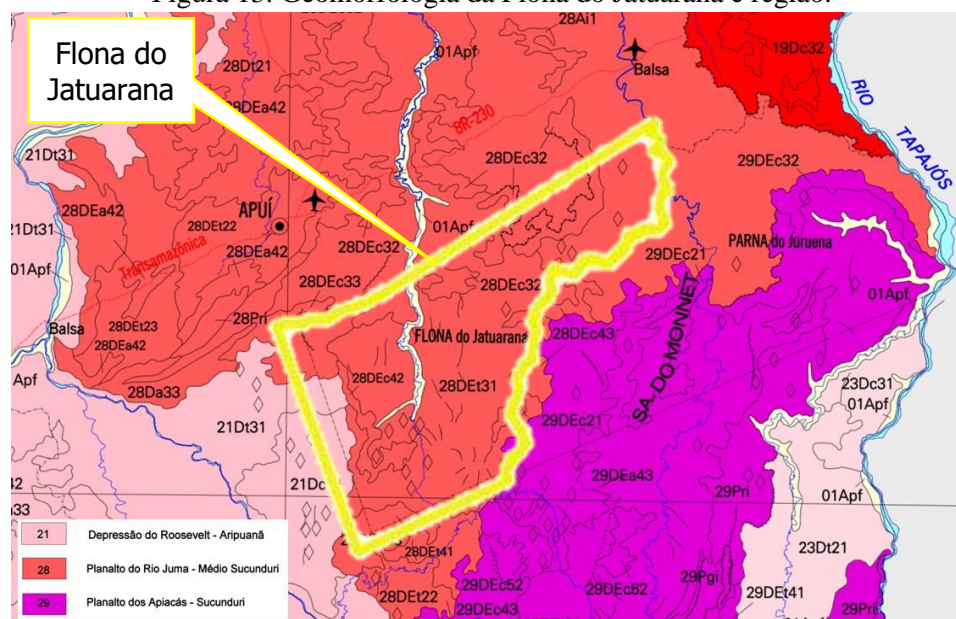 Figura 15. Geomorfologia da Flona do Jatuarana e região.
Flona do
Jatuarana
28Ai1
19Dc32
01Apf
28Dt21
Balsa
RIO
TAPAJÓS
28DEa42
BR-230
21Dt31
28DEc32
29DEc32
28DEa42
APUÍ
28DEt22
01Apf
21Dt31
28DEa42
28DEc32
PARNA do Juruena
Transamazônica
29DEc21
01Apf
28DEc33
28DEc32
01Apf
28Pri
SA. DO MONNET
28DEt23
Balsa
FLONA do Jatuarana
28DEc43
28DEa42
Apf
28DEc42
28DEt31
23Dc31
28Da33
01Apf
21Dt31
29DEc21
29DEa43
42
21Dc
29Pri
01Apf
a33
21 Depressão do Roosevelt - Aripuanã
23Dt21
28DEt41
28 Planalto do Rio Juma - Médio Sucunduri
29Pgi
29DEc52
29DEc52
29DEt41
28DEt22
29 Planalto dos Apiacás - Sucunduri
29DEc43
29Pri